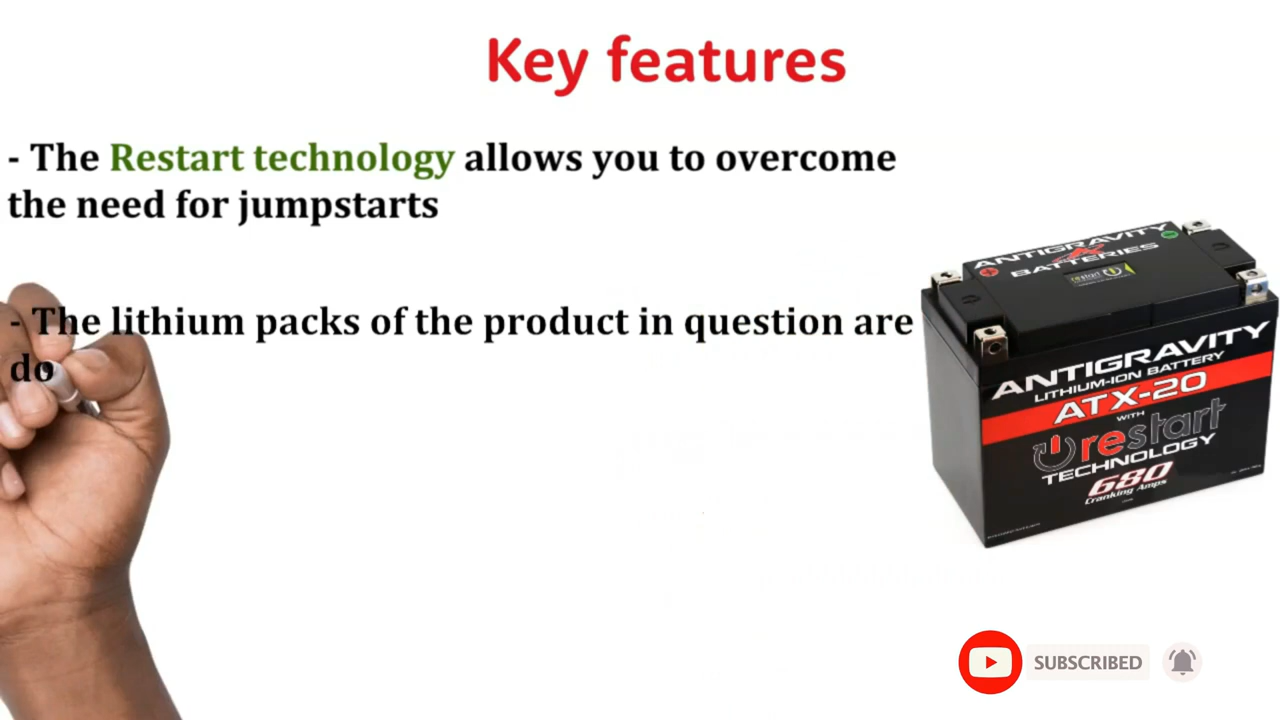 Key features
- The Restart technology allows you to overcome
the need for jumpstarts
- The lithium packs of the product in question are
do
ANTIGRAVITY
BATTERIES
restart
ANTIGRAVITY
LITHIUM-ION BATTERY
ATX-20
WITH
restart
TECHNOLOGY
680
Cranking Amps
SUBSCRIBED